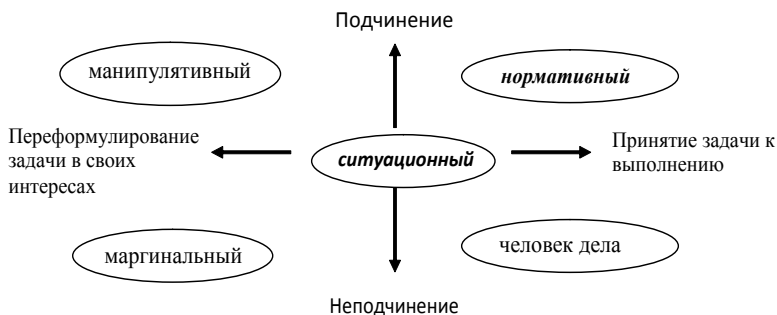 Подчинение
манипулятивный
нормативный
Переформулирование
задачи в своих
интересах
ситуационный
Принятие задачи к
выполнению
маргинальный
человек дела
Неподчинение